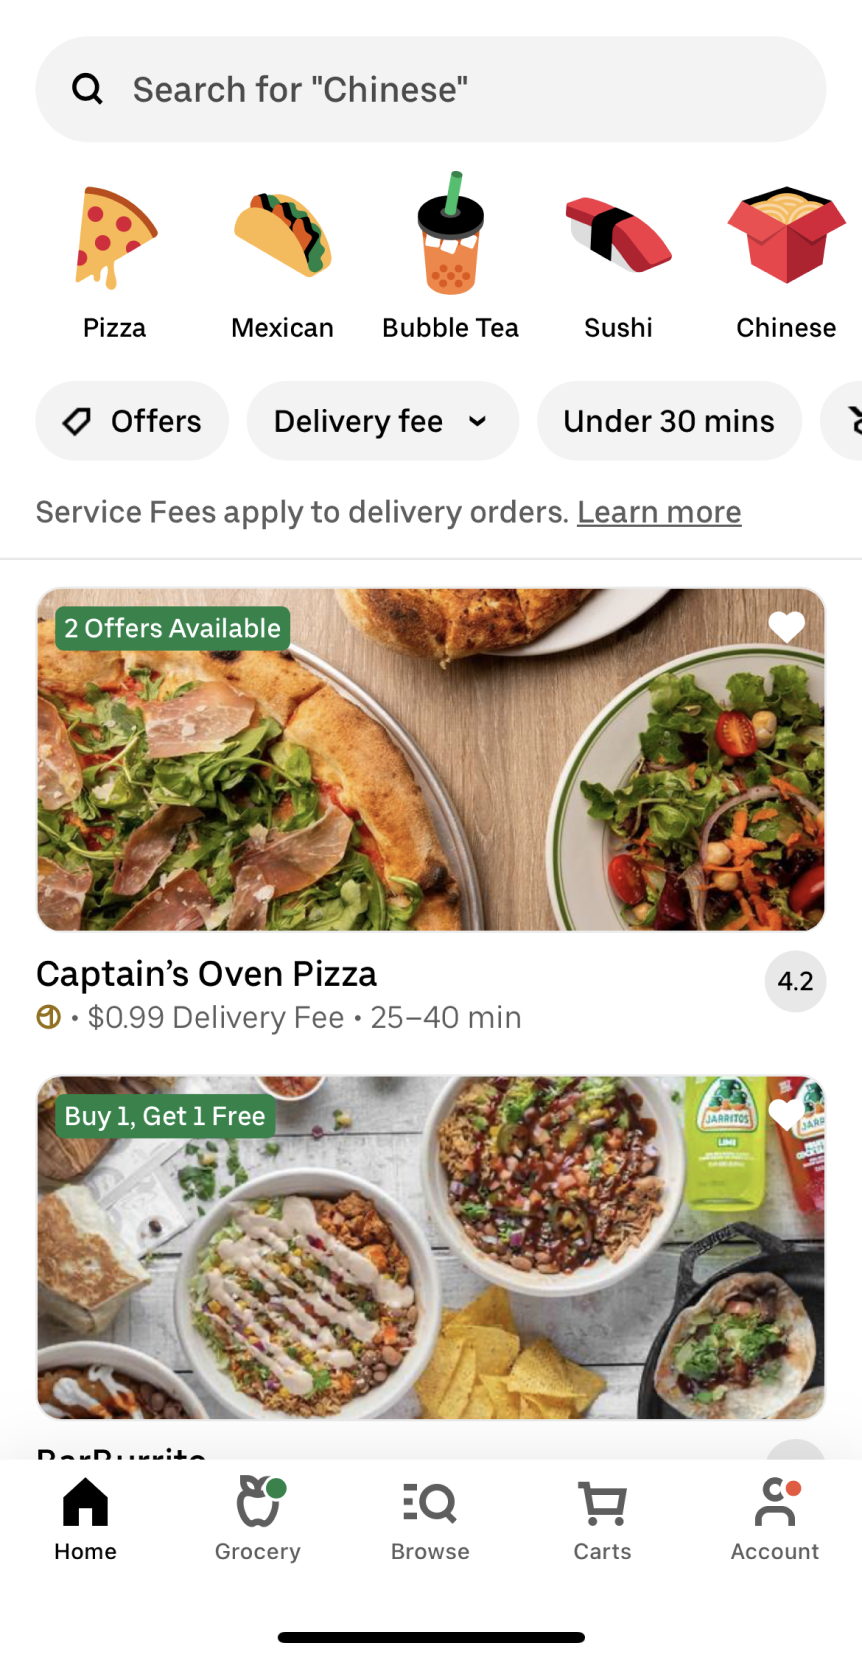 Search for "Chinese"
Pizza
Mexican
Bubble Tea
Sushi
Chinese
Offers
Delivery fee
Under 30 mins
Service Fees apply to delivery orders. Learn more
2 Offers Available
Captain's Oven Pizza
4.2
• $0.99 Delivery Fee • 25–40 min
Buy 1, Get 1 Free
JARRITOS
LIME
BarBurrito
Home
Grocery
Browse
Carts
Account